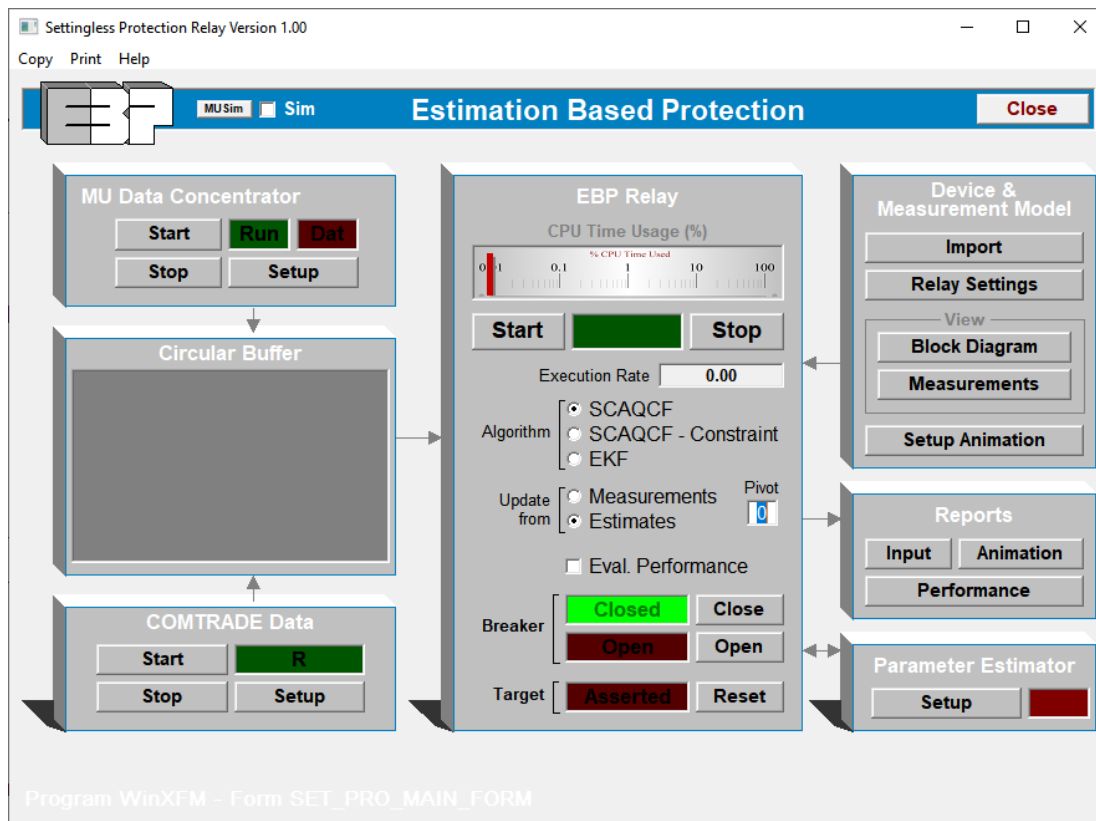 Settingless Protection Relay Version 1.00
Copy Print Help
EBP
MU Sim Sim Estimation Based Protection Close
MU Data Concentrator
Start Run Dat
Stop Setup
Circular Buffer
COMTRADE Data
Start R
Stop Setup
EBP Relay
CPU Time Usage (%)
% CPU Time Used
0.01 0.1 1 10 100
Start Stop
Execution Rate 0.00
Algorithm
SCAQCF
SCAQCF - Constraint
EKF
Update from
Measurements
Estimates
Pivot
0
Eval. Performance
Breaker
Closed Close
Open Open
Target Asserted Reset
Device &
Measurement Model
Import
Relay Settings
View
Block Diagram
Measurements
Setup Animation
Reports
Input Animation
Performance
Parameter Estimator
Setup
Program WinXFM - Form SET_PRO_MAIN_FORM